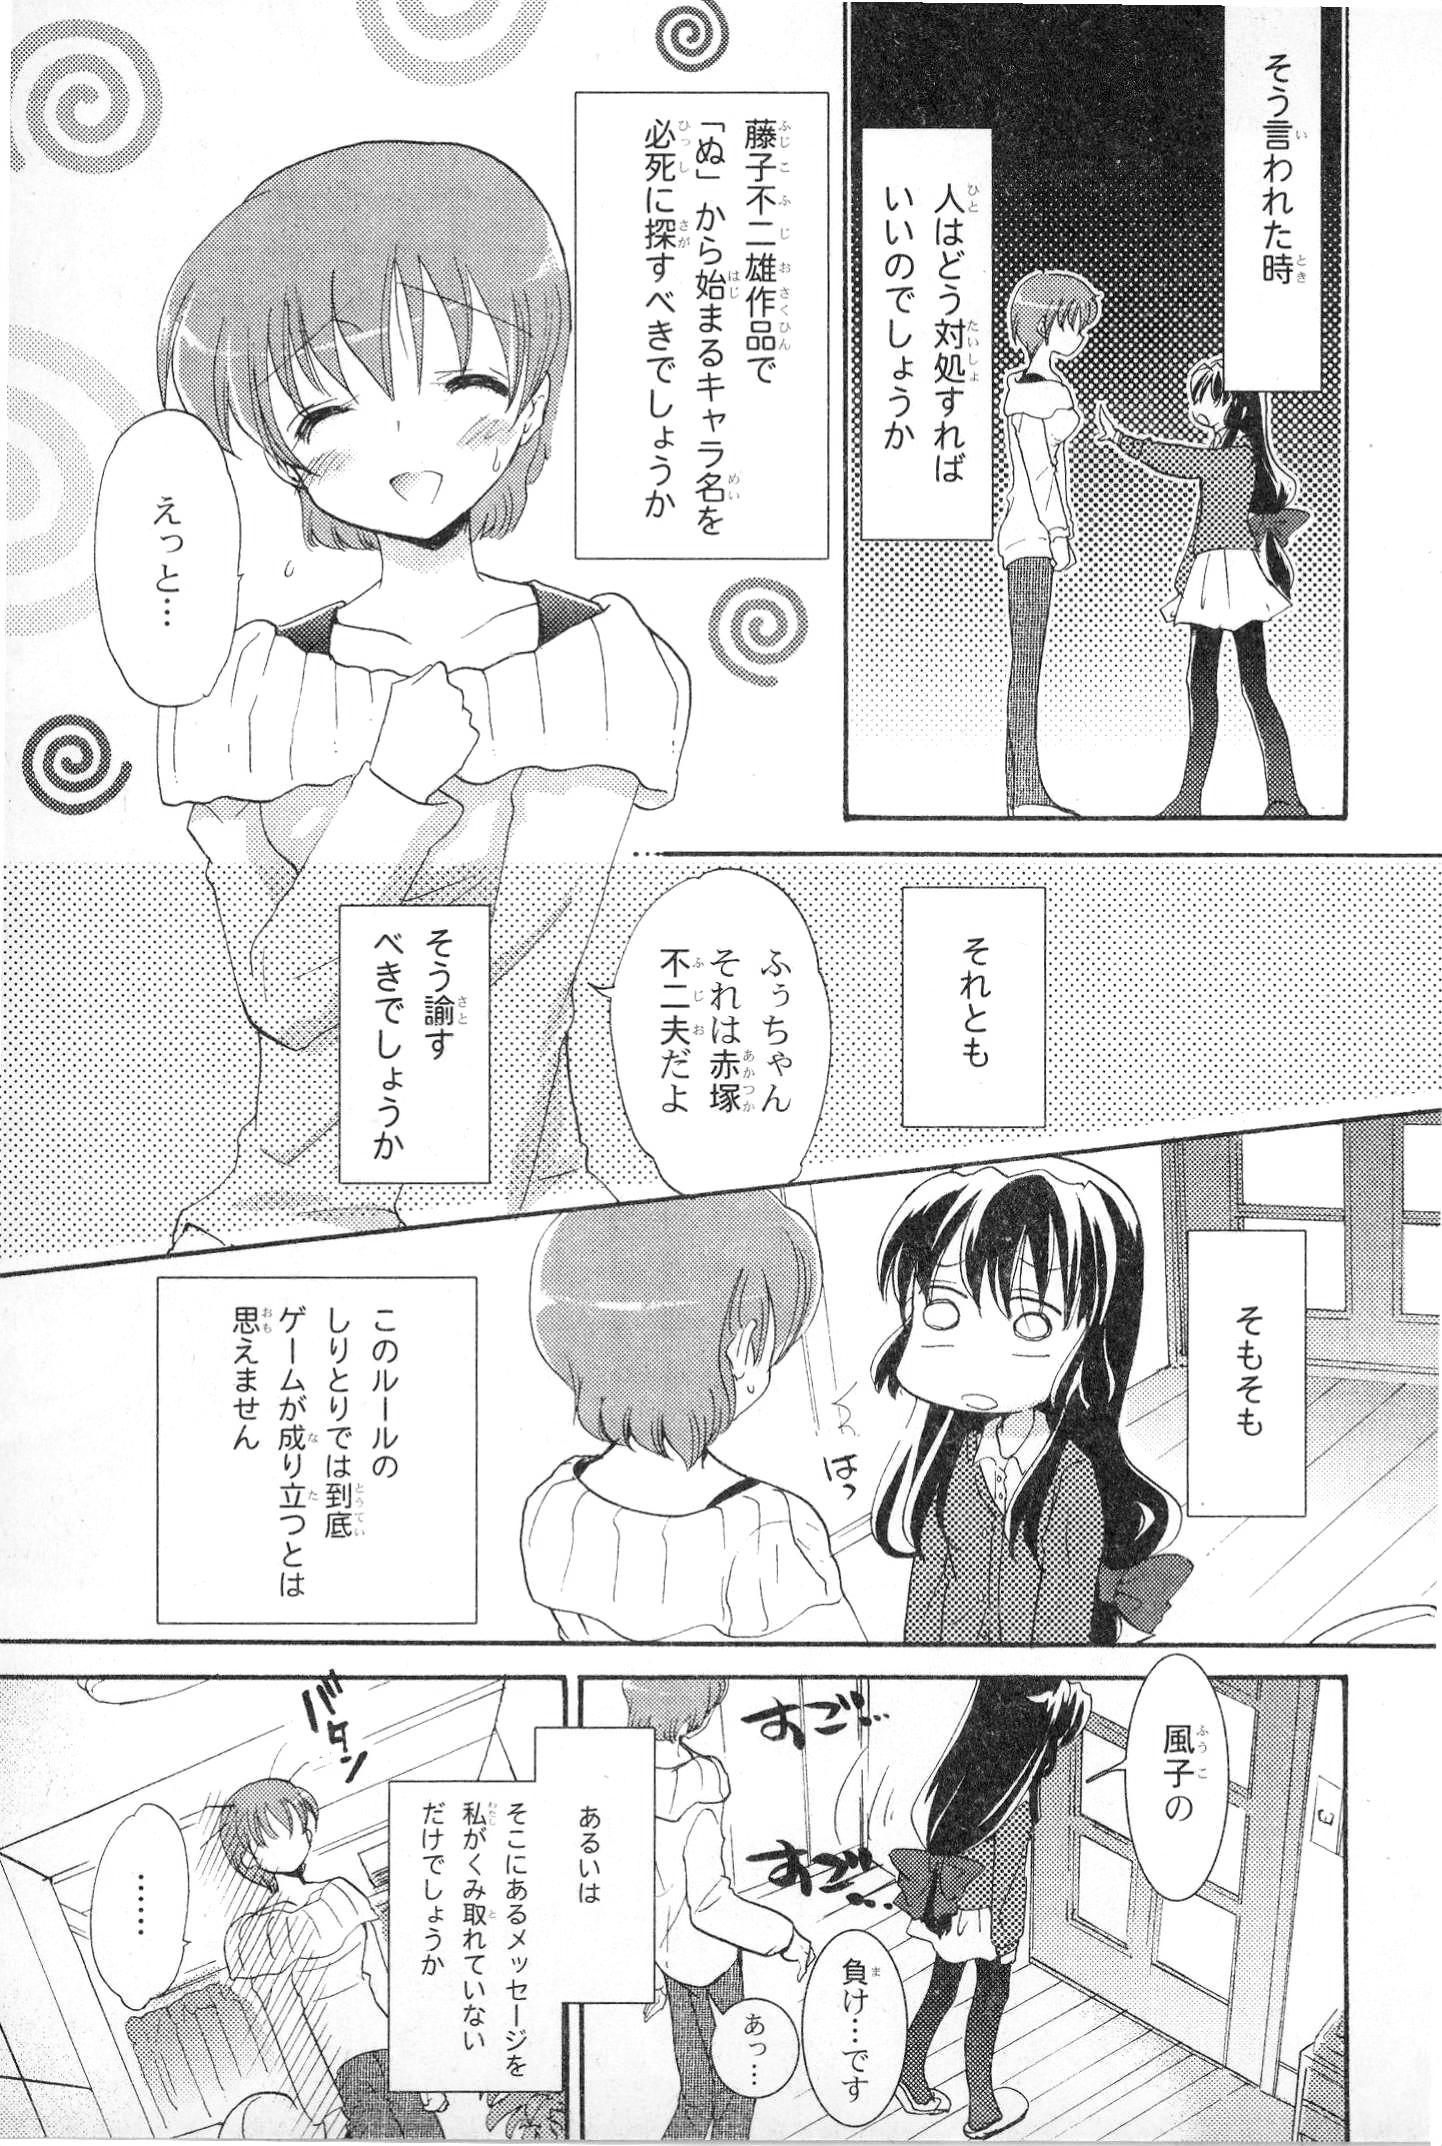 そう言われた時
人はどう対処すれば
いいのでしょうか
藤子不二雄作品で
「ぬ」から始まるキャラ名を
必死に探すべきでしょうか
えっと…
それとも
ふぅちゃん
それは赤塚
不二夫だよ
そう諭す
べきでしょうか
そもそも
はっ
このルールの
しりとりでは到底
ゲームが成り立つとは
思えません
風子の
負け…です
すご…
すご…
あっ…
あるいは
そこにあるメッセージを
私がくみ取れていない
だけでしょうか
バタン
……